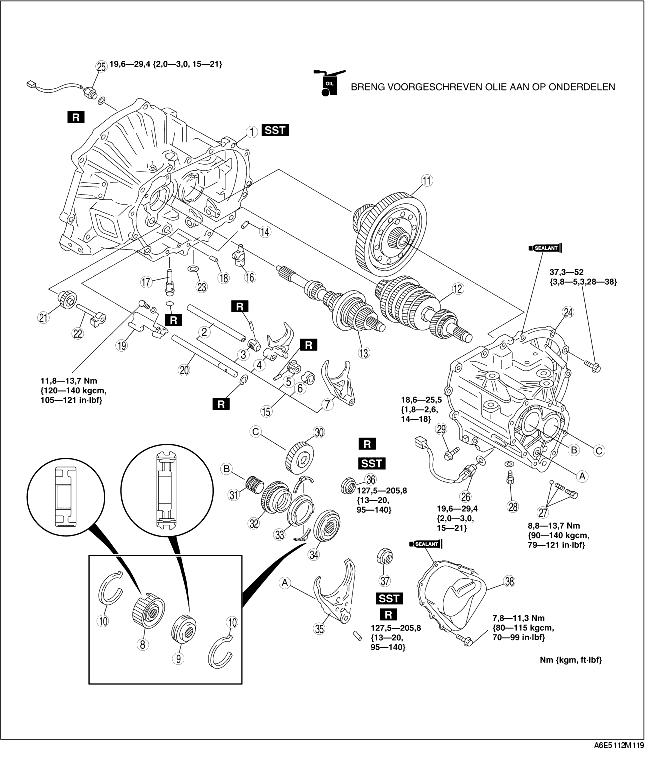 25 19,6—29,4 {2,0—3,0, 15—21}
OIL
BRENG VOORGESCHREVEN OLIE AAN OP ONDERDELEN
R
1 SST
11
14
SEALANT
37,3—52
{3,8—5,3,28—38}
17
23
18
16
12
24
21
22
R
2
R
13
19
20
3
4
R
5
6
7
15
R
11,8—13,7 Nm
{120—140 kgcm,
105—121 in·lbf}
18,6—25,5
{1,8—2,6,
14—18}
29
B
C
A
C
30
R
SST
36
127,5—205,8
{13—20,
95—140}
B
31
32
33
34
26
28
27
19,6—29,4
{2,0—3,0,
15—21}
8,8—13,7 Nm
{90—140 kgcm,
79—121 in·lbf}
SEALANT
37
38
10
8
9
10
A
35
SST
R
127,5—205,8
{13—20,
95—140}
7,8—11,3 Nm
{80—115 kgcm,
70—99 in·lbf}
Nm {kgm, ft·lbf}
A6E5112M119